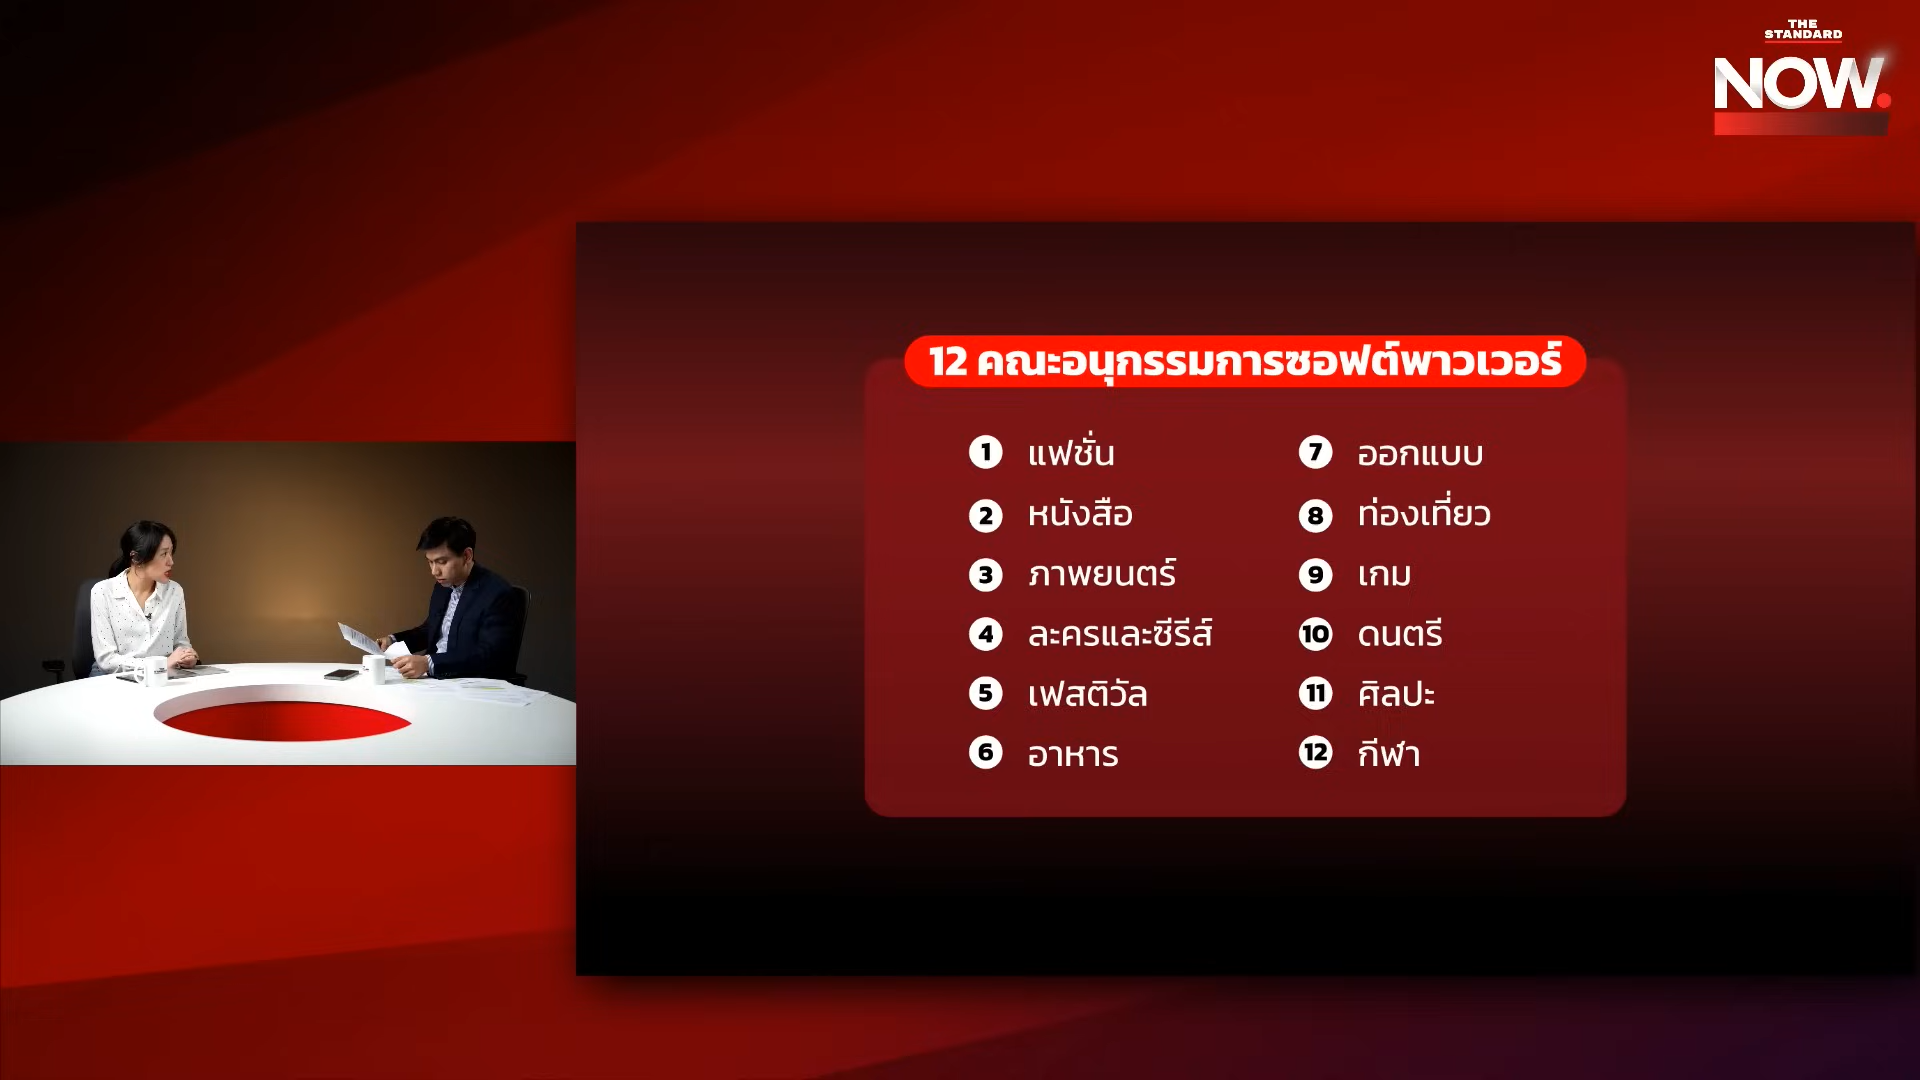 THE
STANDARD
NOW.
12 คณะอนุกรรมการซอฟต์พาวเวอร์
1 แฟชั่น
2 หนังสือ
3 ภาพยนตร์
4 ละครและซีรีส์
5 เฟสติวัล
6 อาหาร
7 ออกแบบ
8 ท่องเที่ยว
9 เกม
10 ดนตรี
11 ศิลปะ
12 กีฬา